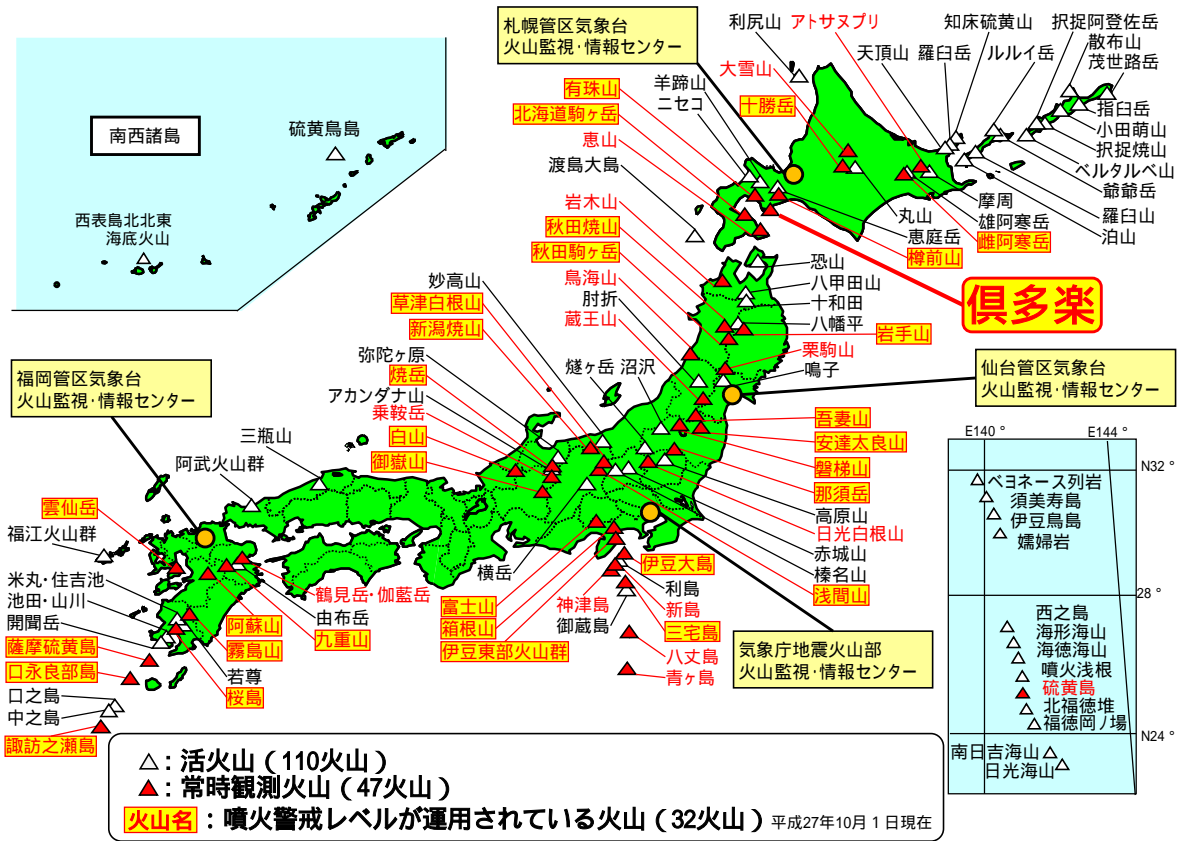 札幌管区気象台
火山監視・情報センター
利尻山
アトサヌプリ
知床硫黄山
択捉阿登佐岳
散布山
天頂山
羅臼岳
ルルイ岳
茂世路岳
大雪山
羊蹄山
ニセコ
有珠山
十勝岳
北海道駒ヶ岳
恵山
渡島大島
指臼岳
小田萌山
択捉焼山
ベルタルベ山
爺爺岳
羅臼山
泊山
摩周
雄阿寒岳
雌阿寒岳
丸山
恵庭岳
樽前山
倶多楽
南西諸島
硫黄鳥島
西表島北北東
海底火山
岩木山
秋田焼山
秋田駒ヶ岳
鳥海山
肘折
蔵王山
恐山
八甲田山
十和田
八幡平
岩手山
栗駒山
鳴子
仙台管区気象台
火山監視・情報センター
妙高山
草津白根山
新潟焼山
弥陀ヶ原
焼岳
アカンダナ山
乗鞍岳
白山
御嶽山
燧ヶ岳
沼沢
吾妻山
安達太良山
磐梯山
那須岳
高原山
日光白根山
赤城山
榛名山
浅間山
横岳
福岡管区気象台
火山監視・情報センター
三瓶山
阿武火山群
雲仙岳
福江火山群
米丸・住吉池
池田・山川
開聞岳
薩摩硫黄島
口永良部島
口之島
中之島
諏訪之瀬島
鶴見岳・伽藍岳
由布岳
九重山
阿蘇山
霧島山
若尊
桜島
富士山
箱根山
伊豆東部火山群
伊豆大島
利島
新島
神津島
三宅島
御蔵島
八丈島
青ヶ島
気象庁地震火山部
火山監視・情報センター
E140°
E144°
N32°
ベヨネース列岩
須美寿島
伊豆鳥島
孀婦岩
28°
西之島
海形海山
海徳海山
噴火浅根
硫黄島
北福徳堆
福徳岡ノ場
N24°
南日吉海山
日光海山
△：活火山（110火山）
▲：常時観測火山（47火山）
火山名：噴火警戒レベルが運用されている火山（32火山）平成27年10月１日現在